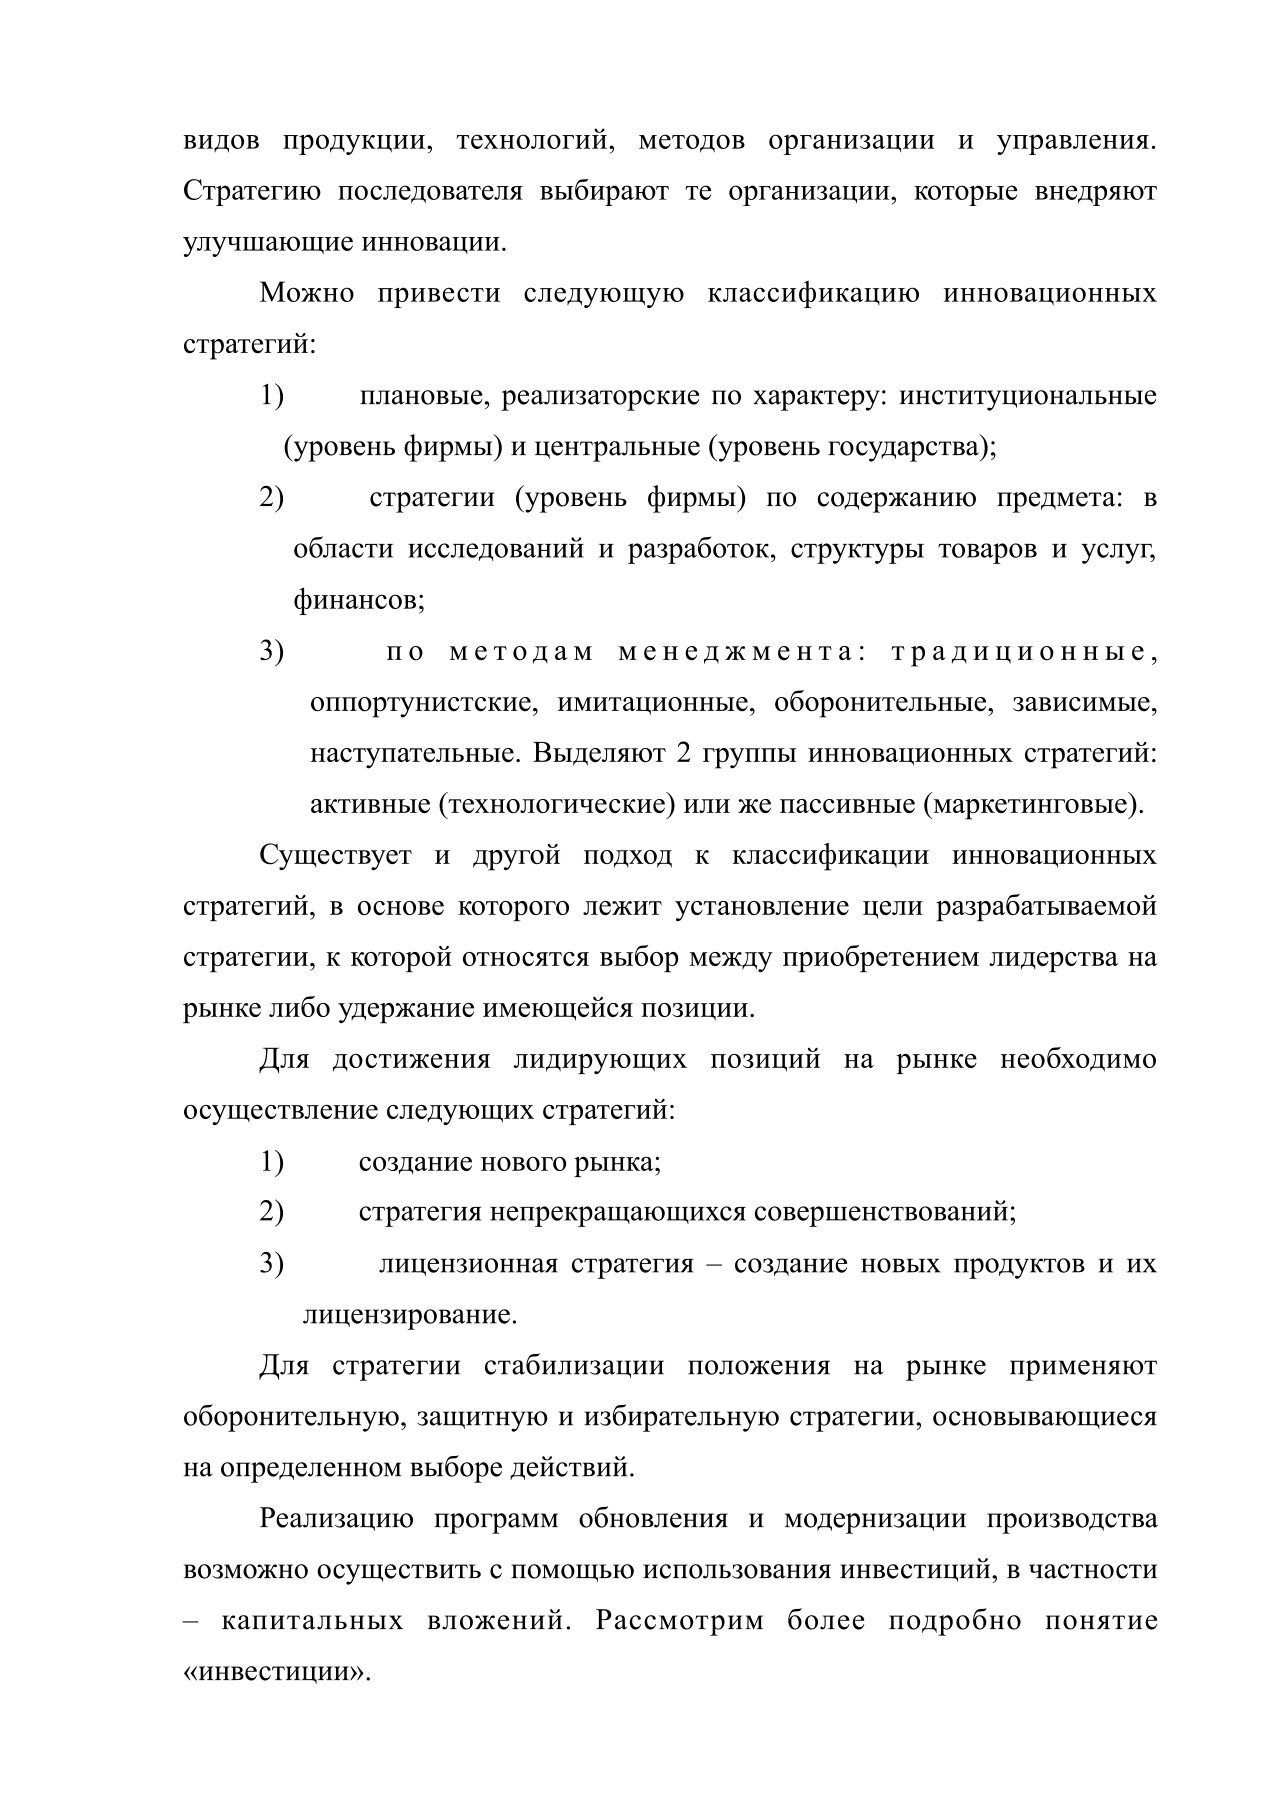 видов продукции, технологий, методов организации и управления.
Стратегию последователя выбирают те организации, которые внедряют
улучшающие инновации.
Можно привести следующую классификацию инновационных
стратегий:
1) плановые, реализаторские по характеру: институциональные
(уровень фирмы) и центральные (уровень государства);
2) стратегии (уровень фирмы) по содержанию предмета: в
области исследований и разработок, структуры товаров и услуг,
финансов;
3) по методам менеджмента: традиционные,
оппортунистские, имитационные, оборонительные, зависимые,
наступательные. Выделяют 2 группы инновационных стратегий:
активные (технологические) или же пассивные (маркетинговые).
Существует и другой подход к классификации инновационных
стратегий, в основе которого лежит установление цели разрабатываемой
стратегии, к которой относятся выбор между приобретением лидерства на
рынке либо удержание имеющейся позиции.
Для достижения лидирующих позиций на рынке необходимо
осуществление следующих стратегий:
1) создание нового рынка;
2) стратегия непрекращающихся совершенствований;
3) лицензионная стратегия – создание новых продуктов и их
лицензирование.
Для стратегии стабилизации положения на рынке применяют
оборонительную, защитную и избирательную стратегии, основывающиеся
на определенном выборе действий.
Реализацию программ обновления и модернизации производства
возможно осуществить с помощью использования инвестиций, в частности
– капитальных вложений. Рассмотрим более подробно понятие
«инвестиции».